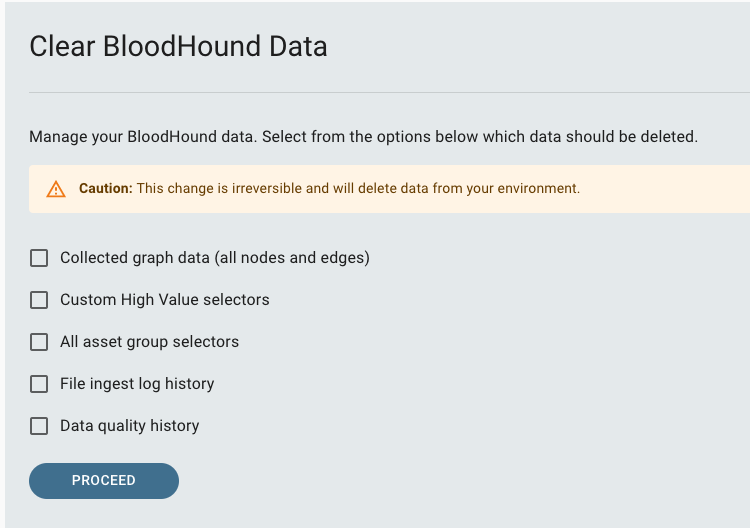 Clear BloodHound Data
Manage your BloodHound data. Select from the options below which data should be deleted.
Caution: This change is irreversible and will delete data from your environment.
Collected graph data (all nodes and edges)
Custom High Value selectors
All asset group selectors
File ingest log history
Data quality history
PROCEED